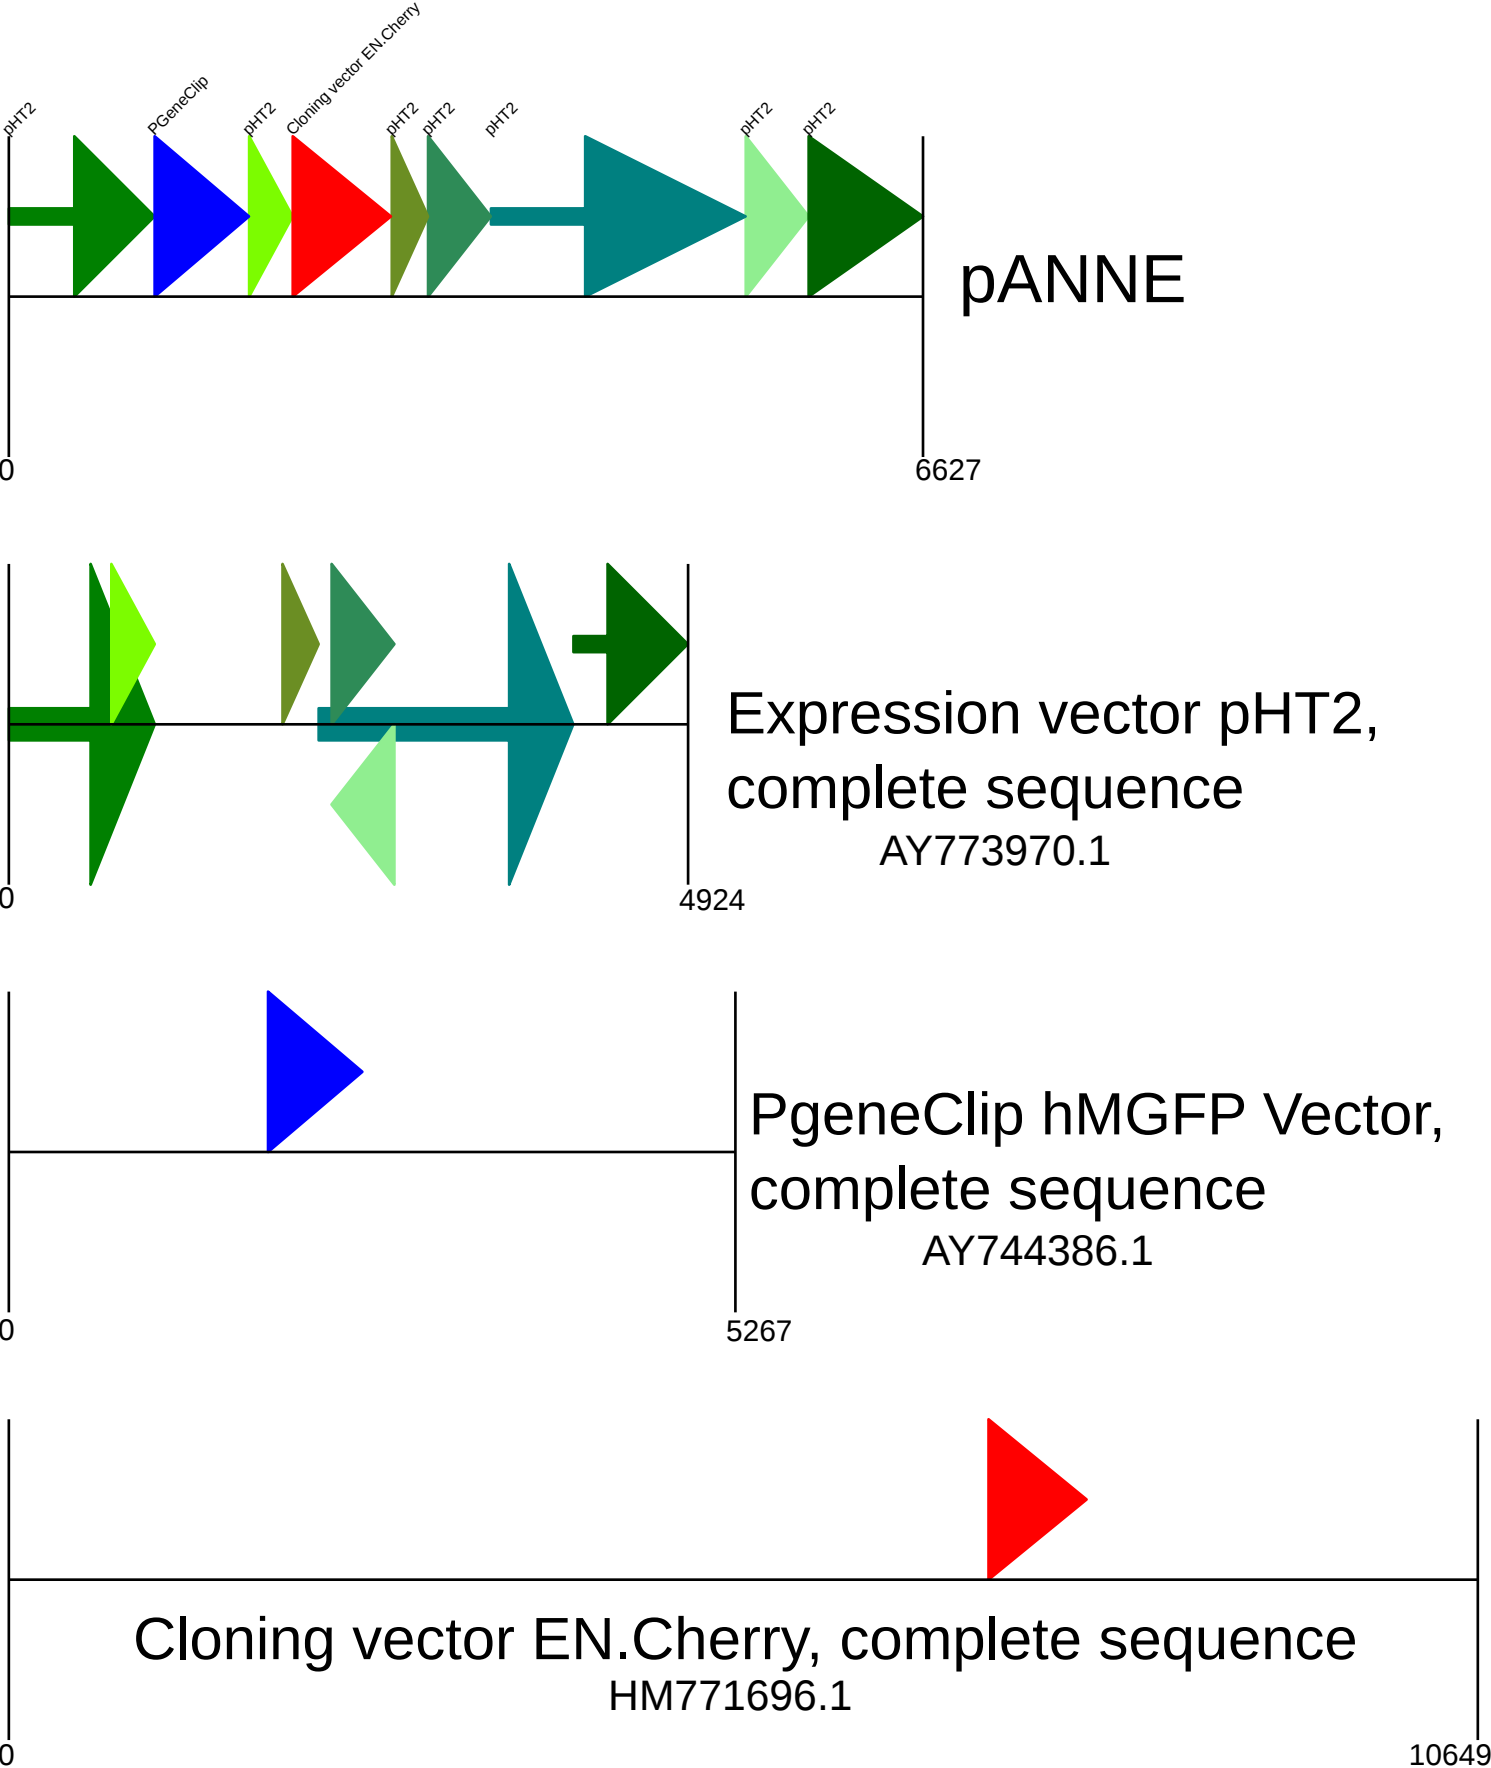 pHT2
PGeneClip
pHT2
Cloning vector EN.Cherry
pHT2
pHT2
pHT2
pHT2
pHT2
pANNE
0
6627
Expression vector pHT2,
complete sequence
AY773970.1
0
4924
PgeneClip hMGFP Vector,
complete sequence
AY744386.1
0
5267
Cloning vector EN.Cherry, complete sequence
HM771696.1
0
10649